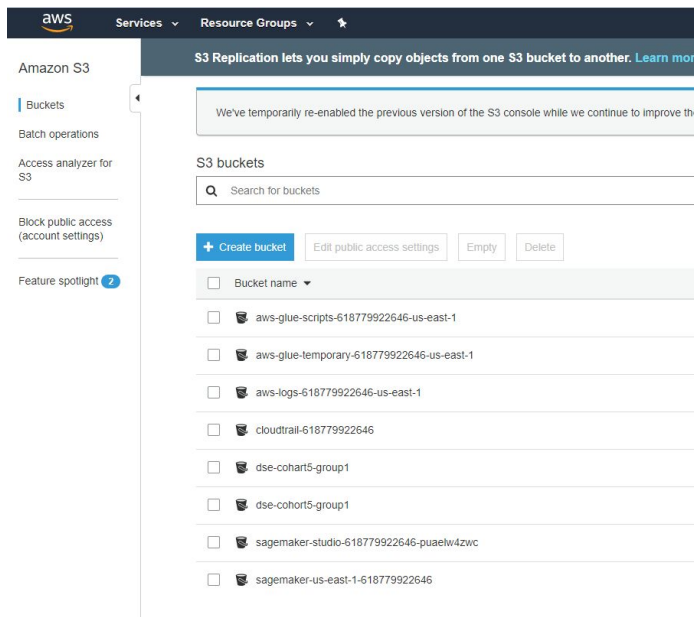 aws
Services
Resource Groups
Amazon S3
Buckets
Batch operations
Access analyzer for
S3
Block public access
(account settings)
Feature spotlight 2
S3 Replication lets you simply copy objects from one S3 bucket to another. Learn mor
We've temporarily re-enabled the previous version of the S3 console while we continue to improve th
S3 buckets
Search for buckets
Create bucket
Edit public access settings
Empty
Delete
Bucket name
aws-glue-scripts-618779922646-us-east-1
aws-glue-temporary-618779922646-us-east-1
aws-logs-618779922646-us-east-1
cloudtrail-618779922646
dse-cohart5-group1
dse-cohort5-group1
sagemaker-studio-618779922646-puaelw4zwc
sagemaker-us-east-1-618779922646